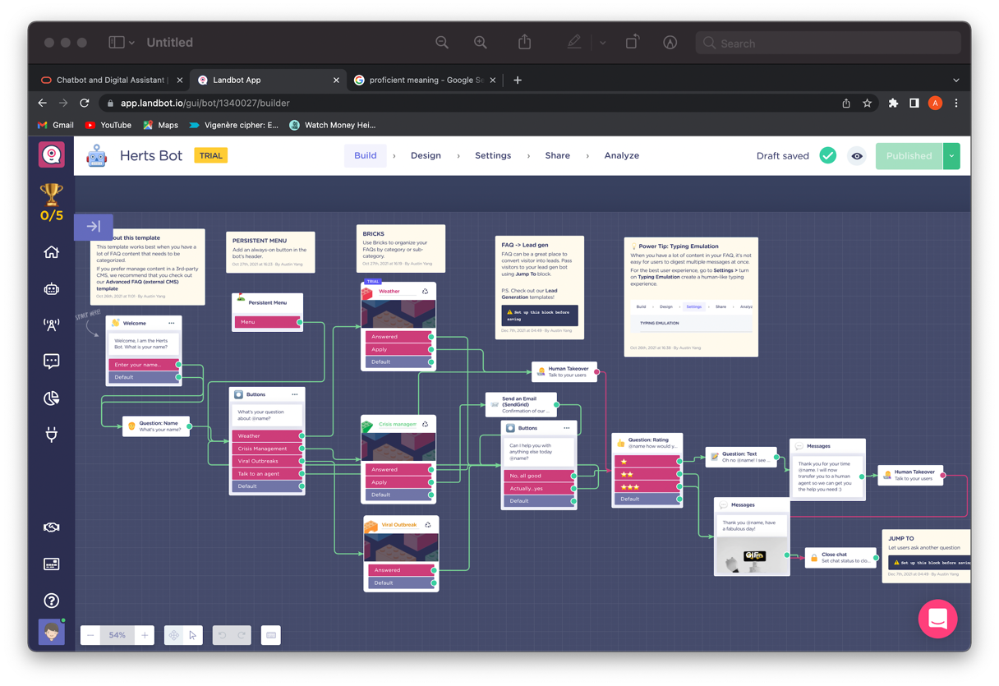 Untitled
Search
Chatbot and Digital Assistant |
Landbot App
proficient meaning - Google Se
app.landbot.io/gui/bot/1340027/builder
A
Gmail
YouTube
Maps
Vigenère cipher: E...
Watch Money Hei...
Herts Bot
TRIAL
Build
Design
Settings
Share
Analyze
Draft saved
Published
0/5
out this template
This template works best when you have a
lot of FAQ content that needs to be
categorized.
If you prefer manage content in a 3rd-party
CMS, we recommend that you check out
our Advanced FAQ (external CMS)
template
Oct 26th, 2021 at 11:13 · By Austin Yang
PERSISTENT MENU
Add an always-on button in the
bot's header.
Oct 27th, 2021 at 16:23 · By Austin Yang
BRICKS
Use Bricks to organize your
FAQs by category or sub-
category.
Oct 27th, 2021 at 16:19 · By Austin Yang
FAQ -> Lead gen
FAQ can be a great place to
convert visitor into leads. Pass
visitors to your lead gen bot
using Jump To block.
P.S. Check out our Lead
Generation templates!
Set up this block before
saving
Dec 7th, 2021 at 04:49 · By Austin Yang
Power Tip: Typing Emulation
When you have a lot of content in your FAQ, it's not
easy for users to digest multiple messages at once.
For the best user experience, go to Settings > turn
on Typing Emulation create a human-like typing
experience.
Build
Design
Settings
Share
Analyz
TYPING EMULATION
Oct 26th, 2021 at 16:38 · By Austin Yang
START HERE!
Welcome
Welcome, I am the Herts
Bot. What is your name?
Enter your name...
Default
Persistent Menu
Menu
TRIAL
Weather
Answered
Apply
Default
Question: Name
What's your name?
Buttons
What's your question
about @name?
Weather
Crisis Management
Viral Outbreaks
Talk to an agent
Default
Crisis managem
Answered
Apply
Default
Viral Outbreak
Answered
Default
Human Takeover
Talk to your users
Send an Email
(SendGrid)
Confirmation of our ...
Buttons
Can I help you with
anything else today
@name?
No, all good
Actually...yes
Default
Question: Rating
@name how would y...
Default
Question: Text
Oh no @name! I see ...
Messages
Thank you for your time
@name. I will now
transfer you to a human
agent so we can get you
the help you need :)
Human Takeover
Talk to your users
Messages
Thank you @name, have
a fabulous day!
GIF
Close chat
Set chat status to clo...
JUMP TO
Let users ask another question
Set up this block before saving
Dec 7th, 2021 at 04:49 · By Austin Yang
54%